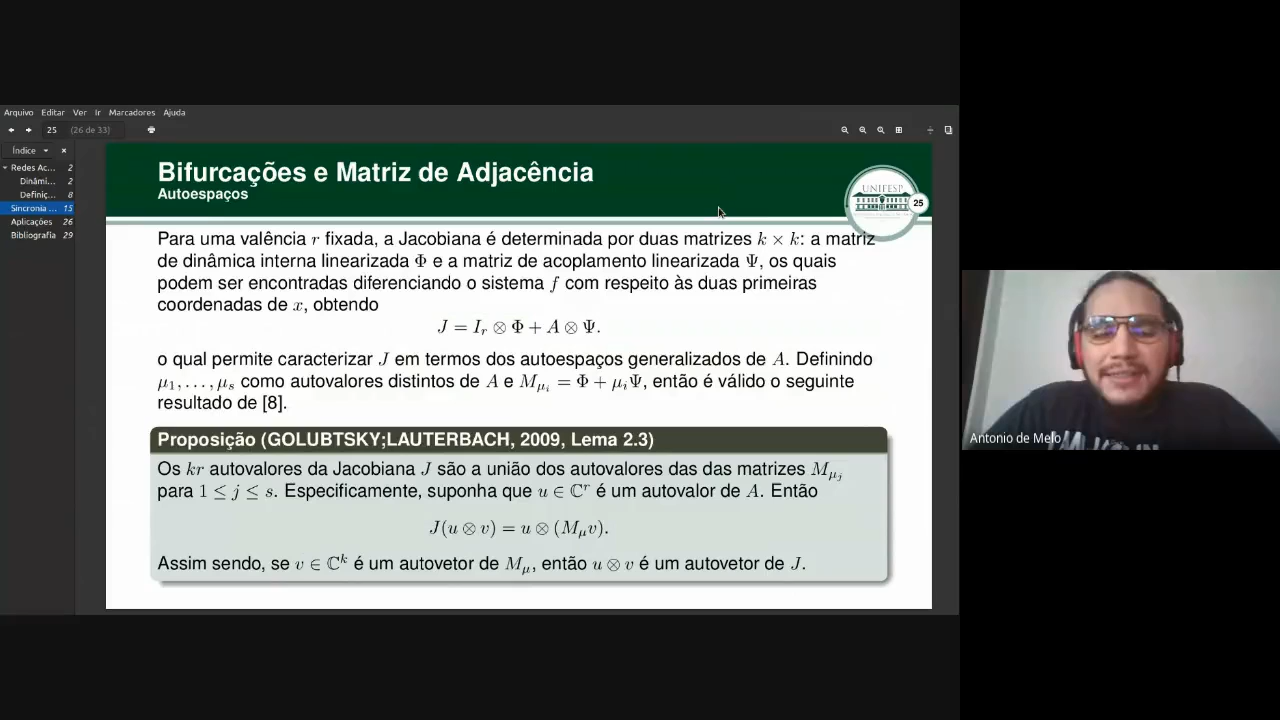 Arquivo Editar Ver Ir Marcadores Ajuda
25 (26 de 33)
Índice
Redes Ac... 2
Dinâmi... 2
Definiç... 8
Sincronia ... 15
Aplicações 26
Bibliografia 29
Bifurcações e Matriz de Adjacência
Autoespaços
UNIFESP
25
Para uma valência r fixada, a Jacobiana é determinada por duas matrizes k × k: a matriz
de dinâmica interna linearizada Φ e a matriz de acoplamento linearizada Ψ, os quais
podem ser encontradas diferenciando o sistema f com respeito às duas primeiras
coordenadas de x, obtendo
J = I_r ⊗ Φ + A ⊗ Ψ.
o qual permite caracterizar J em termos dos autoespaços generalizados de A. Definindo
μ_1, . . . , μ_s como autovalores distintos de A e M_{μ_i} = Φ + μ_iΨ, então é válido o seguinte
resultado de [8].
Proposição (GOLUBTSKY;LAUTERBACH, 2009, Lema 2.3)
Os kr autovalores da Jacobiana J são a união dos autovalores das das matrizes M_{μ_j}
para 1 ≤ j ≤ s. Especificamente, suponha que u ∈ ℂ^r é um autovalor de A. Então
J(u ⊗ v) = u ⊗ (M_μv).
Assim sendo, se v ∈ ℂ^k é um autovetor de M_μ, então u ⊗ v é um autovetor de J.
Antonio de Melo